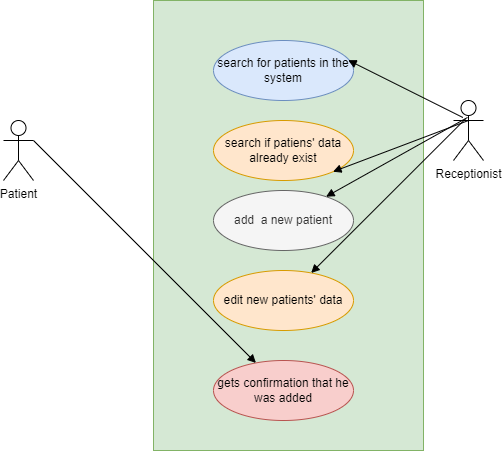 search for patients in the
system
search if patiens' data
already exist
Patient
Receptionist
add a new patient
edit new patients' data
gets confirmation that he
was added